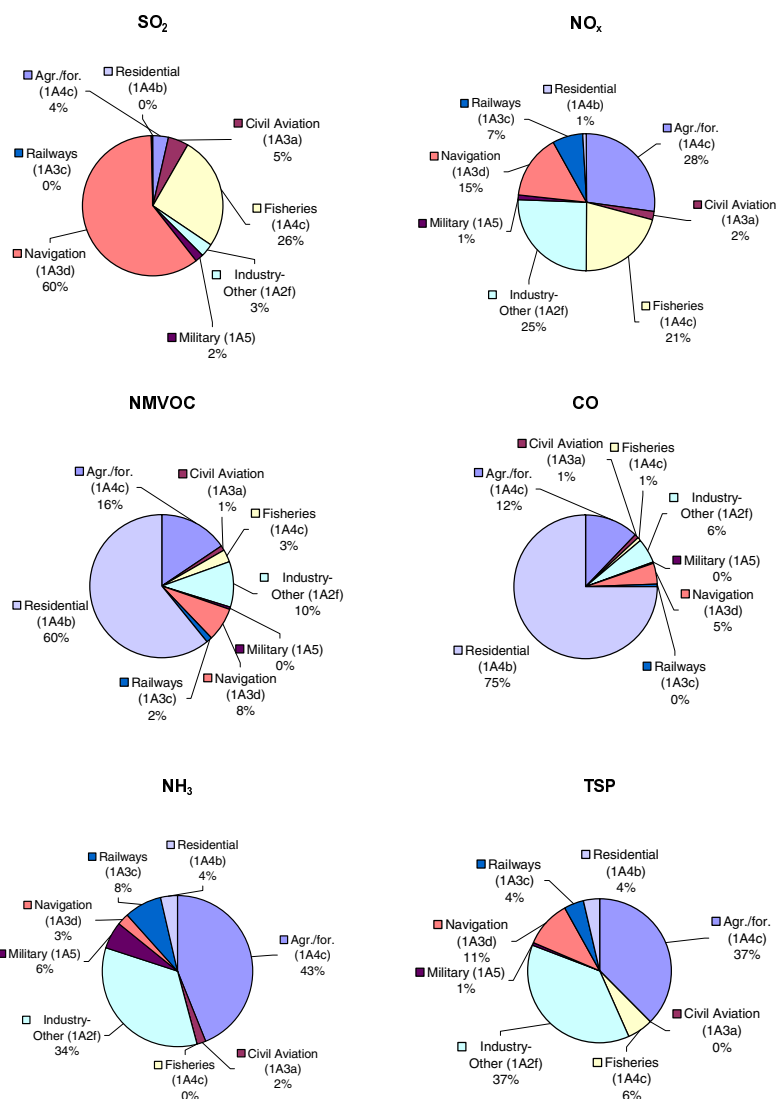 SO₂
Agr./for.
(1A4c)
4%
Residential
(1A4b)
0%
Civil Aviation
(1A3a)
5%
Railways
(1A3c)
0%
Fisheries
(1A4c)
26%
Navigation
(1A3d)
60%
Industry-
Other (1A2f)
3%
Military (1A5)
2%
NOₓ
Residential
(1A4b)
1%
Railways
(1A3c)
7%
Agr./for.
(1A4c)
28%
Navigation
(1A3d)
15%
Civil Aviation
(1A3a)
2%
Military (1A5)
1%
Industry-
Other (1A2f)
25%
Fisheries
(1A4c)
21%
NMVOC
Agr./for.
(1A4c)
16%
Civil Aviation
(1A3a)
1%
Fisheries
(1A4c)
3%
Industry-
Other (1A2f)
10%
Residential
(1A4b)
60%
Military (1A5)
0%
Railways
(1A3c)
2%
Navigation
(1A3d)
8%
CO
Civil Aviation
(1A3a)
1%
Fisheries
(1A4c)
1%
Agr./for.
(1A4c)
12%
Industry-
Other (1A2f)
6%
Military (1A5)
0%
Navigation
(1A3d)
5%
Residential
(1A4b)
75%
Railways
(1A3c)
0%
NH₃
Residential
(1A4b)
4%
Railways
(1A3c)
8%
Navigation
(1A3d)
3%
Agr./for.
(1A4c)
43%
Military (1A5)
6%
Industry-
Other (1A2f)
34%
Civil Aviation
(1A3a)
2%
Fisheries
(1A4c)
0%
TSP
Residential
(1A4b)
4%
Railways
(1A3c)
4%
Agr./for.
(1A4c)
37%
Navigation
(1A3d)
11%
Military (1A5)
1%
Civil Aviation
(1A3a)
0%
Industry-
Other (1A2f)
37%
Fisheries
(1A4c)
6%